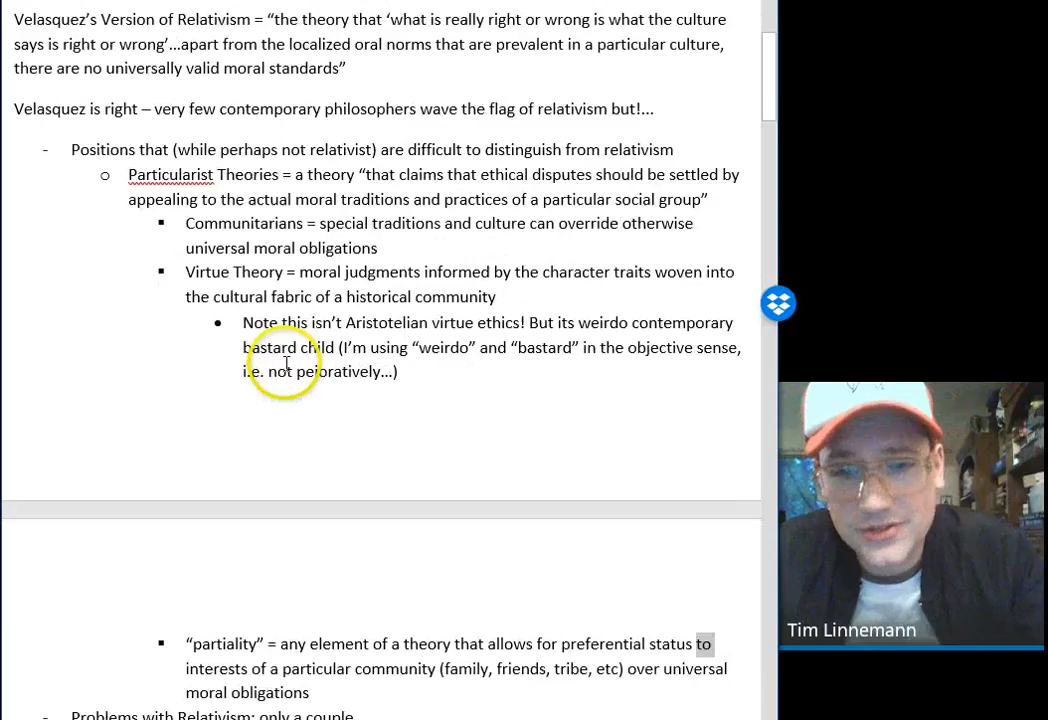 Velasquez’s Version of Relativism = “the theory that ‘what is really right or wrong is what the culture
says is right or wrong’…apart from the localized oral norms that are prevalent in a particular culture,
there are no universally valid moral standards”
Velasquez is right – very few contemporary philosophers wave the flag of relativism but!...
- Positions that (while perhaps not relativist) are difficult to distinguish from relativism
o Particularist Theories = a theory “that claims that ethical disputes should be settled by
appealing to the actual moral traditions and practices of a particular social group”
▪ Communitarians = special traditions and culture can override otherwise
universal moral obligations
▪ Virtue Theory = moral judgments informed by the character traits woven into
the cultural fabric of a historical community
• Note this isn’t Aristotelian virtue ethics! But its weirdo contemporary
bastard child (I’m using “weirdo” and “bastard” in the objective sense,
i.e. not pejoratively…)
▪ “partiality” = any element of a theory that allows for preferential status to
interests of a particular community (family, friends, tribe, etc) over universal
moral obligations
- Problems with Relativism: only a couple
Tim Linnemann